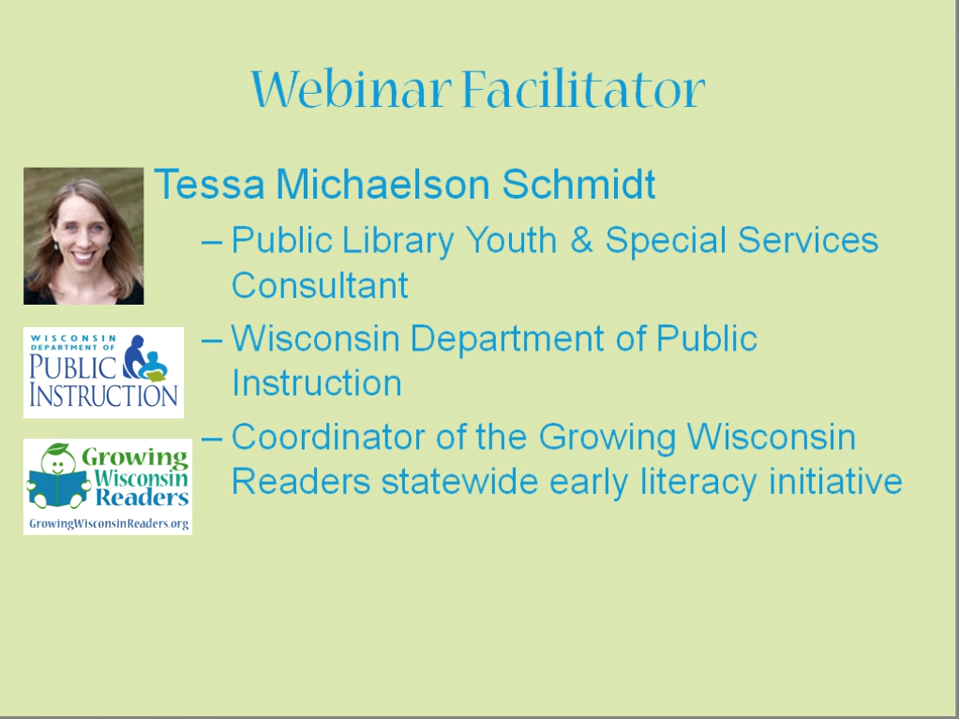 Webinar Facilitator
Tessa Michaelson Schmidt
– Public Library Youth & Special Services
Consultant
– Wisconsin Department of Public
Instruction
– Coordinator of the Growing Wisconsin
Readers statewide early literacy initiative
WISCONSIN
DEPARTMENT OF
PUBLIC
INSTRUCTION
Growing
Wisconsin
Readers
GrowingWisconsinReaders.org